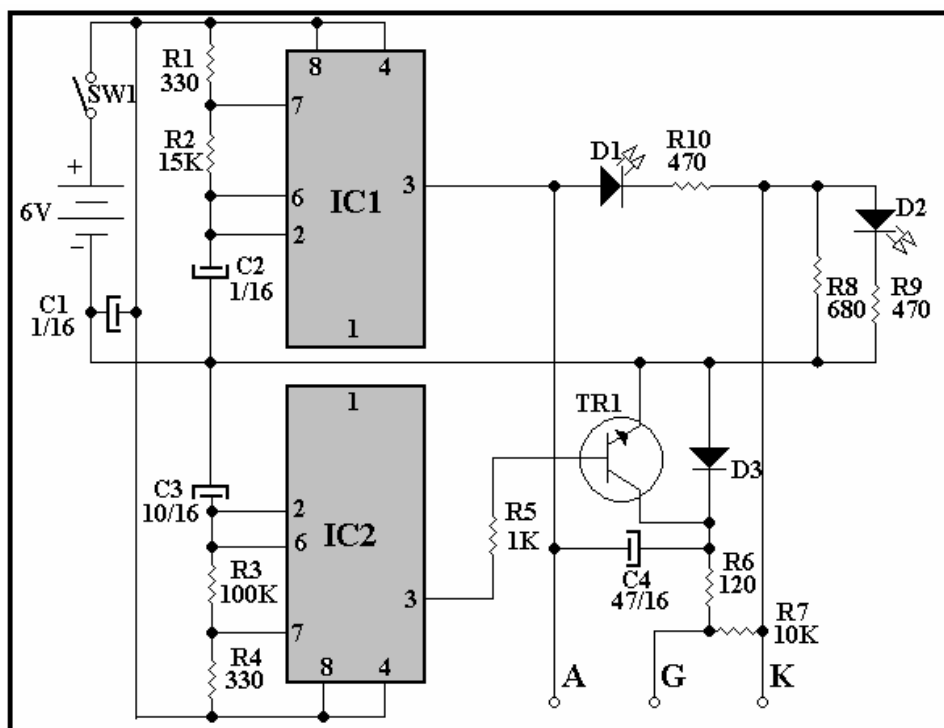 R1
330
8
4
SW1
7
R2
15K
6
3
IC1
2
+
6V
−
C2
1/16
1
C1
1/16
D1
R10
470
D2
R8
680
R9
470
1
TR1
D3
C3
10/16
2
IC2
6
R5
1K
R3
100K
3
C4
47/16
R6
120
7
R7
10K
R4
330
8
4
A
G
K